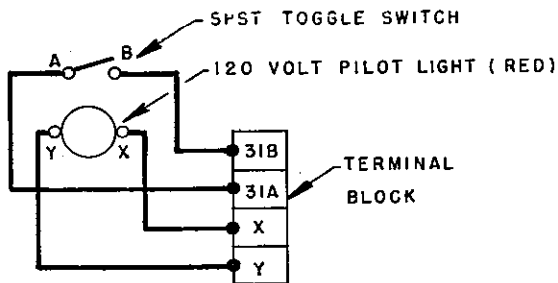 SPST TOGGLE SWITCH
A B
120 VOLT PILOT LIGHT (RED)
Y X
31B
31A
X
Y
TERMINAL
BLOCK